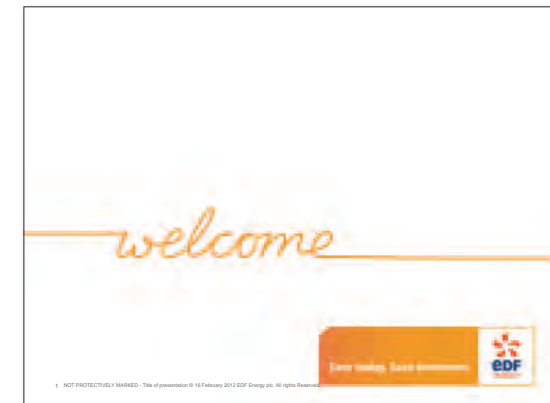 welcome
Save today. Save tomorrow.
eDF
1 NOT PROTECTIVELY MARKED - Title of presentation © 16 February 2012 EDF Energy plc. All rights Reserved.